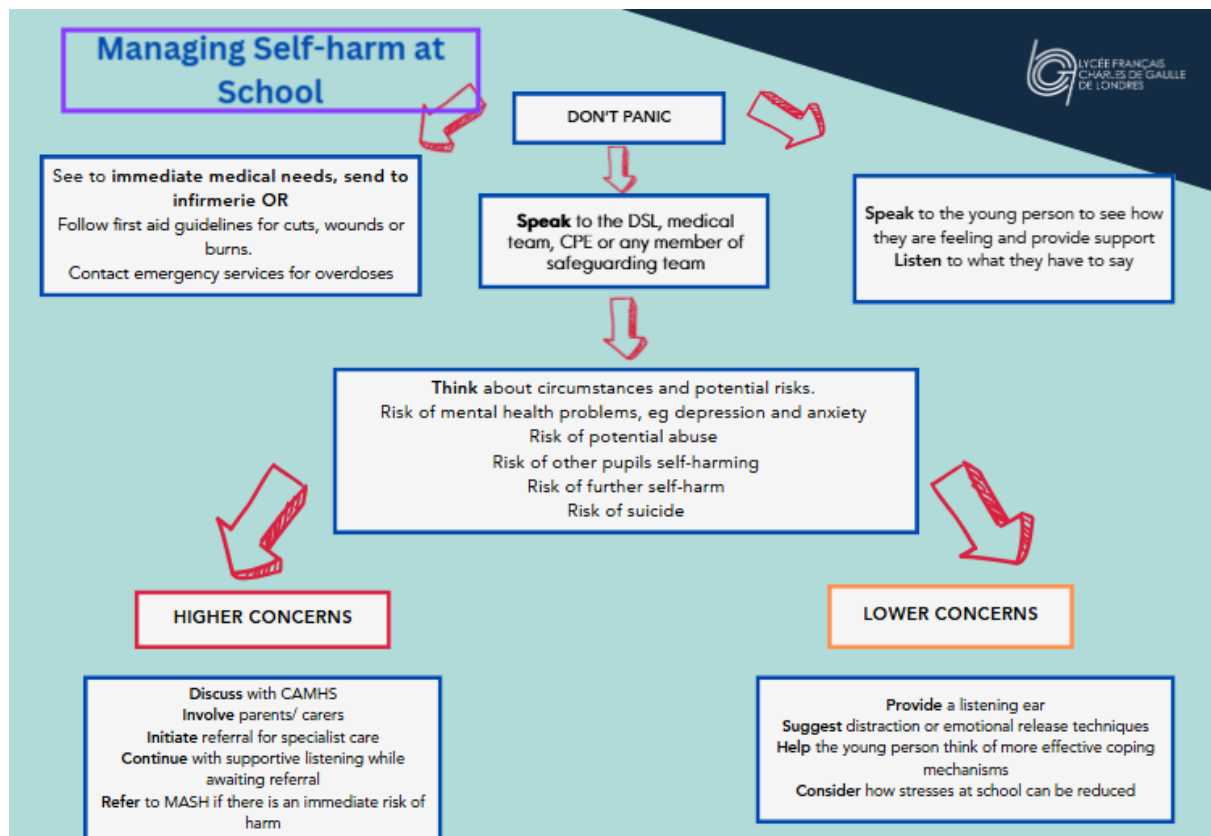 Managing Self-harm at
School
LYCÉE FRANÇAIS
CHARLES DE GAULLE
DE LONDRES
DON'T PANIC
See to immediate medical needs, send to
infirmerie OR
Follow first aid guidelines for cuts, wounds or
burns.
Contact emergency services for overdoses
Speak to the DSL, medical
team, CPE or any member of
safeguarding team
Speak to the young person to see how
they are feeling and provide support
Listen to what they have to say
Think about circumstances and potential risks.
Risk of mental health problems, eg depression and anxiety
Risk of potential abuse
Risk of other pupils self-harming
Risk of further self-harm
Risk of suicide
HIGHER CONCERNS
LOWER CONCERNS
Discuss with CAMHS
Involve parents/ carers
Initiate referral for specialist care
Continue with supportive listening while
awaiting referral
Refer to MASH if there is an immediate risk of
harm
Provide a listening ear
Suggest distraction or emotional release techniques
Help the young person think of more effective coping
mechanisms
Consider how stresses at school can be reduced